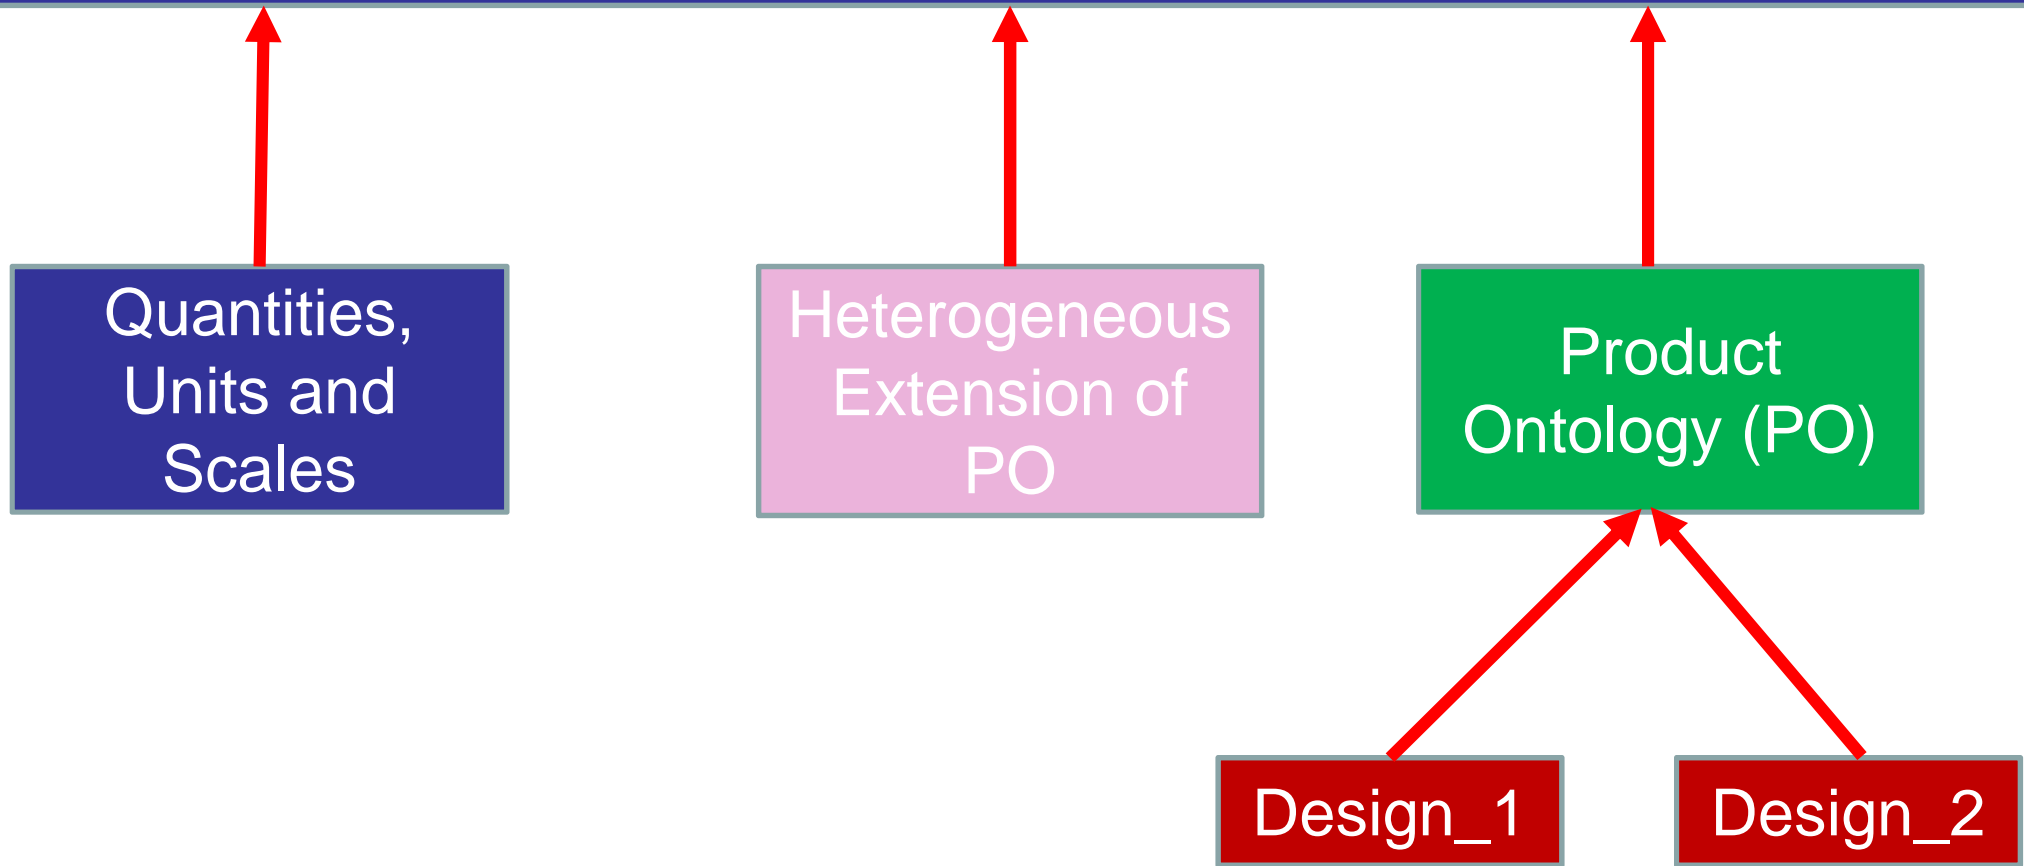 Quantities,
Units and
Scales
Heterogeneous
Extension of
PO
Product
Ontology (PO)
Design_1
Design_2